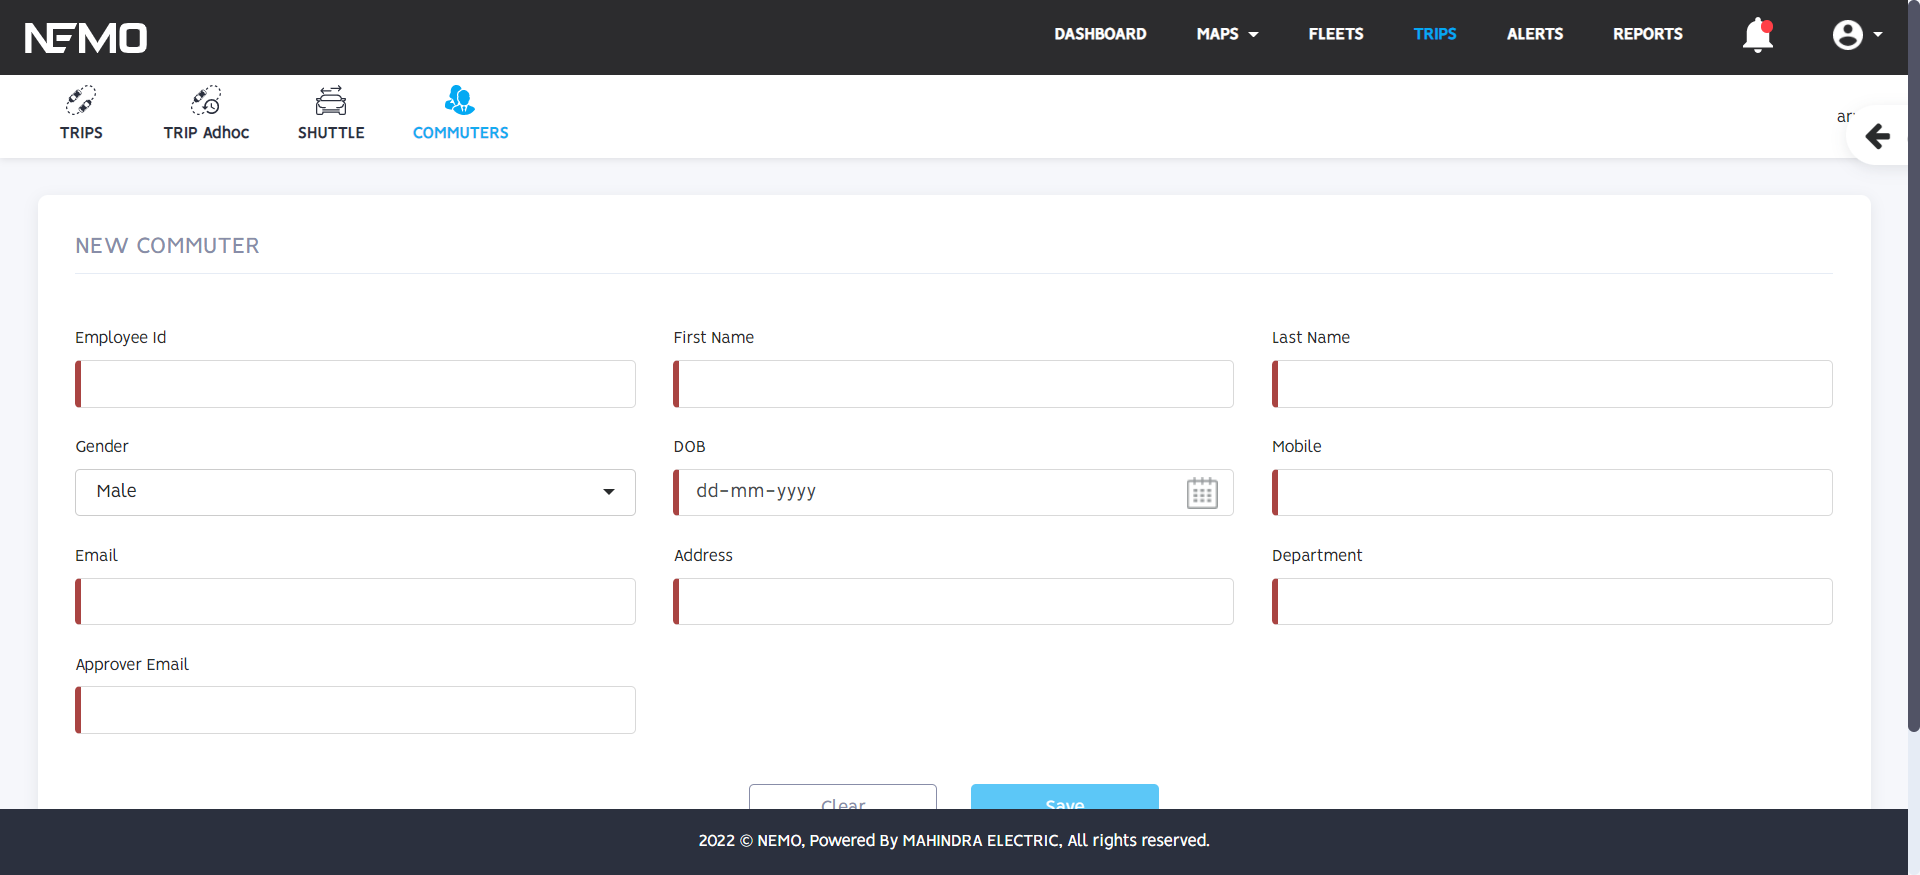 NEMO
DASHBOARD MAPS FLEETS TRIPS ALERTS REPORTS
TRIPS TRIP Adhoc SHUTTLE COMMUTERS
NEW COMMUTER
Employee Id First Name Last Name
Gender DOB Mobile
Male dd-mm-yyyy
Email Address Department
Approver Email
Clear Save
2022 © NEMO, Powered By MAHINDRA ELECTRIC, All rights reserved.